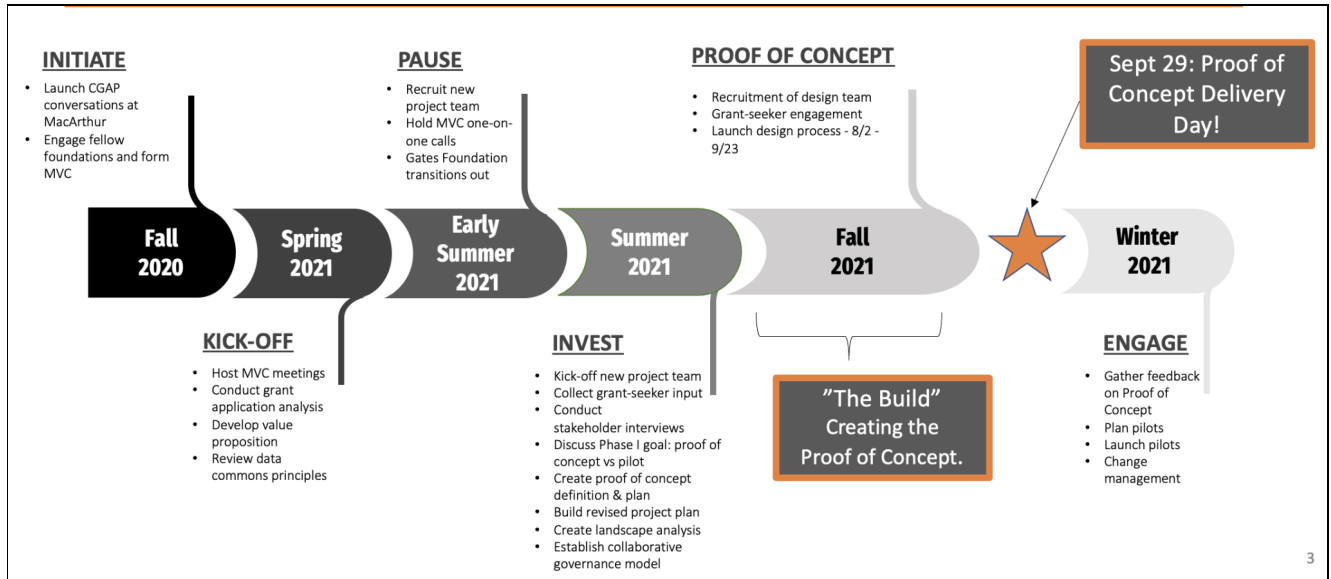 INITIATE
• Launch CGAP
conversations at
MacArthur
• Engage fellow
foundations and form
MVC
PAUSE
• Recruit new
project team
• Hold MVC one-on-
one calls
• Gates Foundation
transitions out
PROOF OF CONCEPT
• Recruitment of design team
• Grant-seeker engagement
• Launch design process - 8/2 -
9/23
Sept 29: Proof of
Concept Delivery
Day!
Fall
2020
Spring
2021
Early
Summer
2021
Summer
2021
Fall
2021
Winter
2021
KICK-OFF
• Host MVC meetings
• Conduct grant
application analysis
• Develop value
proposition
• Review data
commons principles
INVEST
• Kick-off new project team
• Collect grant-seeker input
• Conduct
stakeholder interviews
• Discuss Phase I goal: proof of
concept vs pilot
• Create proof of concept
definition & plan
• Build revised project plan
• Create landscape analysis
• Establish collaborative
governance model
”The Build”
Creating the
Proof of Concept.
ENGAGE
• Gather feedback
on Proof of
Concept
• Plan pilots
• Launch pilots
• Change
management
3